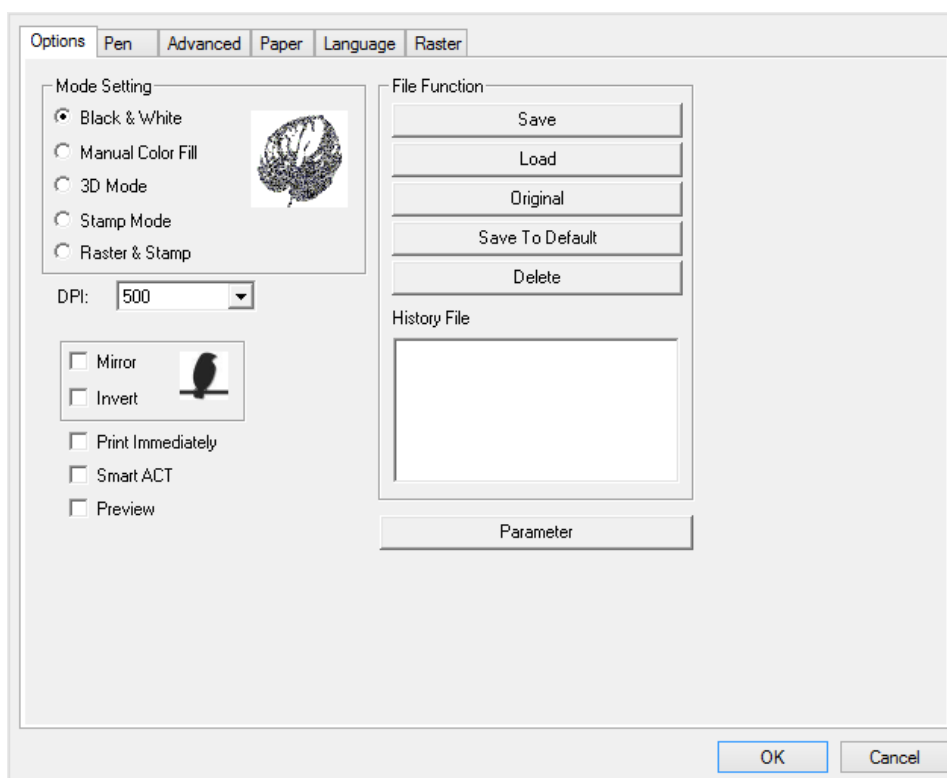 Options Pen Advanced Paper Language Raster
Mode Setting
Black & White
Manual Color Fill
3D Mode
Stamp Mode
Raster & Stamp
DPI: 500
Mirror
Invert
Print Immediately
Smart ACT
Preview
File Function
Save
Load
Original
Save To Default
Delete
History File
Parameter
OK Cancel